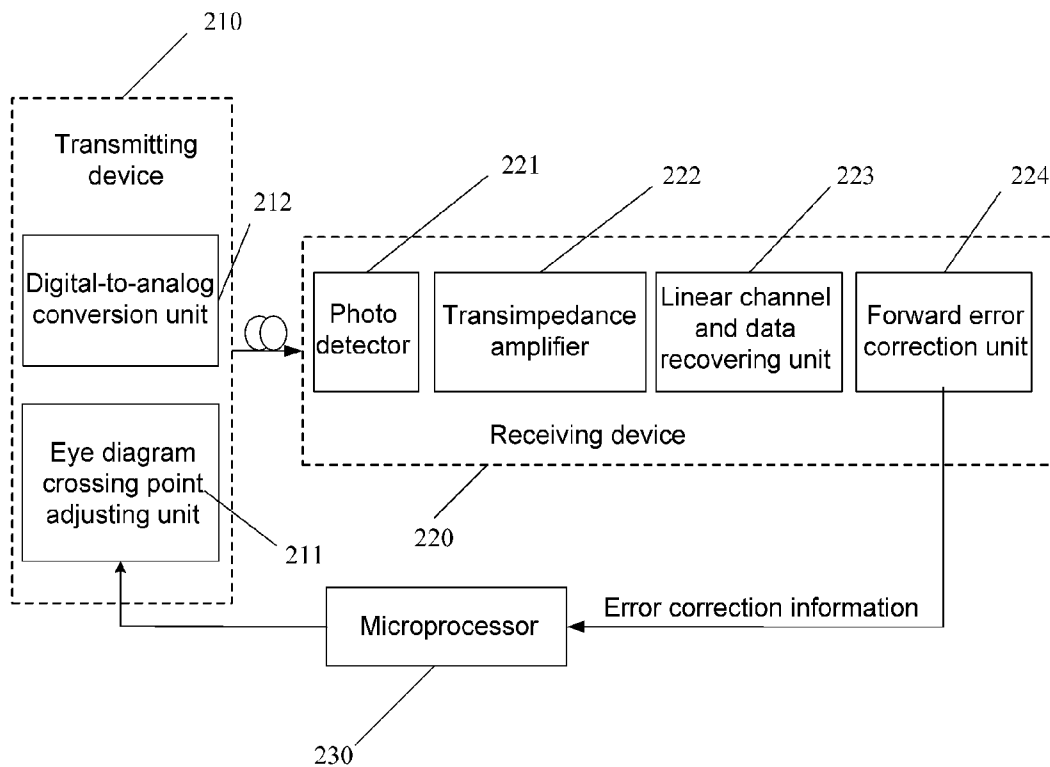 210
Transmitting
device
212
Digital-to-analog
conversion unit
Eye diagram
crossing point
adjusting unit
211
221
222
223
224
Photo
detector
Transimpedance
amplifier
Linear channel
and data
recovering unit
Forward error
correction unit
Receiving device
220
Error correction information
Microprocessor
230